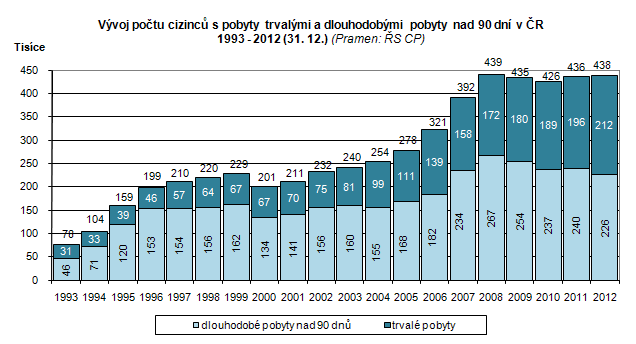 Vývoj počtu cizinců s pobyty trvalými a dlouhodobými pobyty nad 90 dní v ČR
1993 - 2012 (31. 12.) (Pramen: ŘS CP)
Tisíce
450
400
350
300
250
200
150
100
50
0
78 104 159 199 210 220 229 201 211 232 240 254 278 321 392 439 435 426 436 438
31 33 39 46 57 64 67 67 70 75 81 99 111 139 158 172 180 189 196 212
46 71 120 153 154 156 162 134 141 156 160 155 168 182 234 267 254 237 240 226
1993 1994 1995 1996 1997 1998 1999 2000 2001 2002 2003 2004 2005 2006 2007 2008 2009 2010 2011 2012
dlouhodobé pobyty nad 90 dnů trvalé pobyty